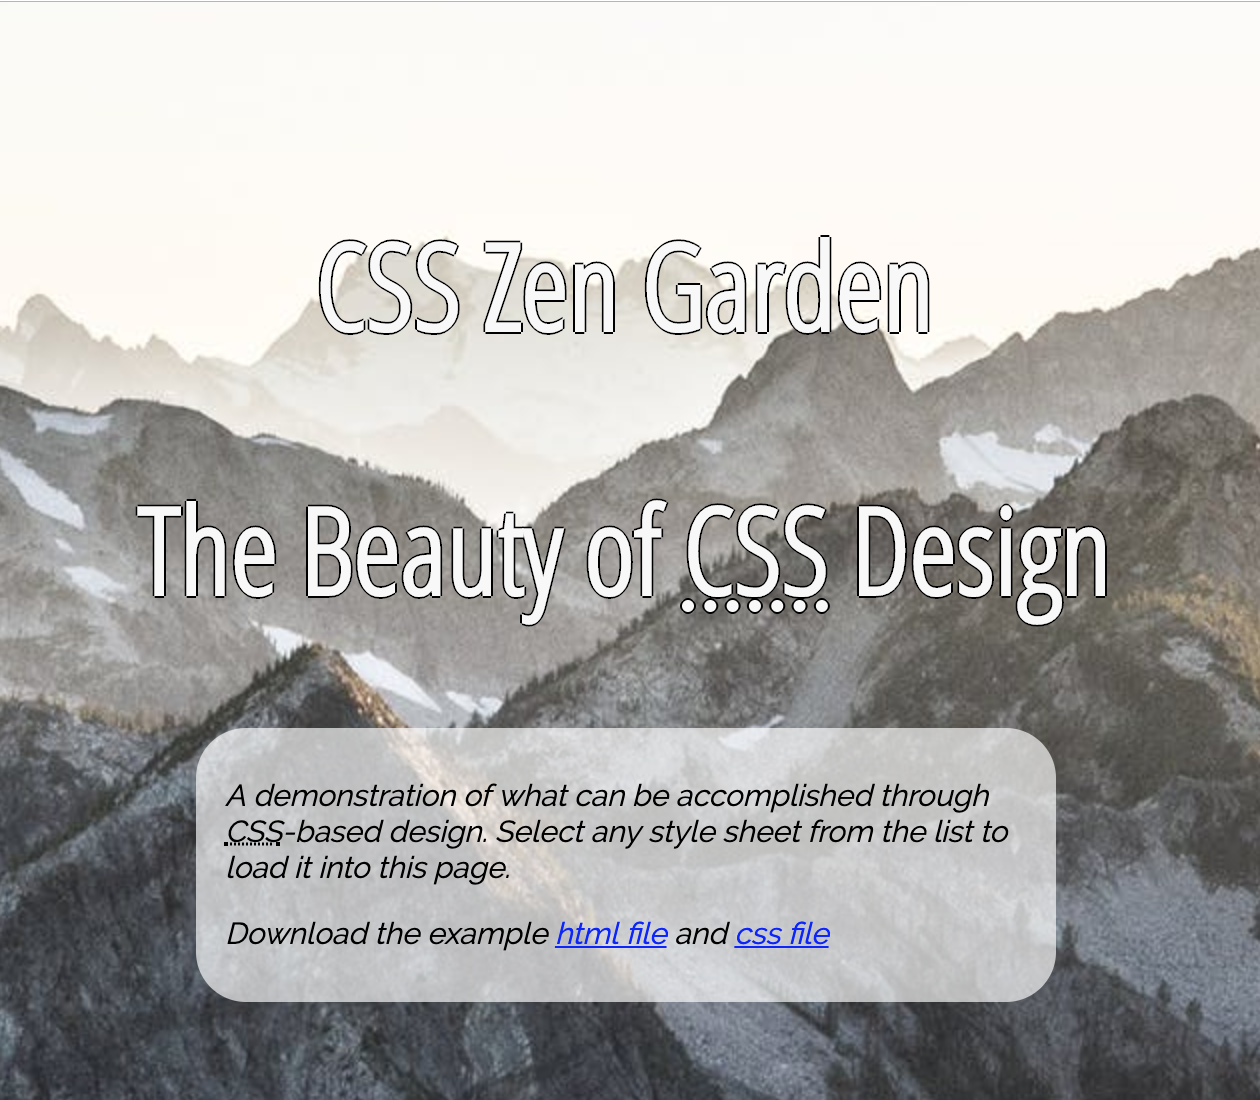 CSS Zen Garden
The Beauty of CSS Design
A demonstration of what can be accomplished through
CSS-based design. Select any style sheet from the list to
load it into this page.
Download the example html file and css file